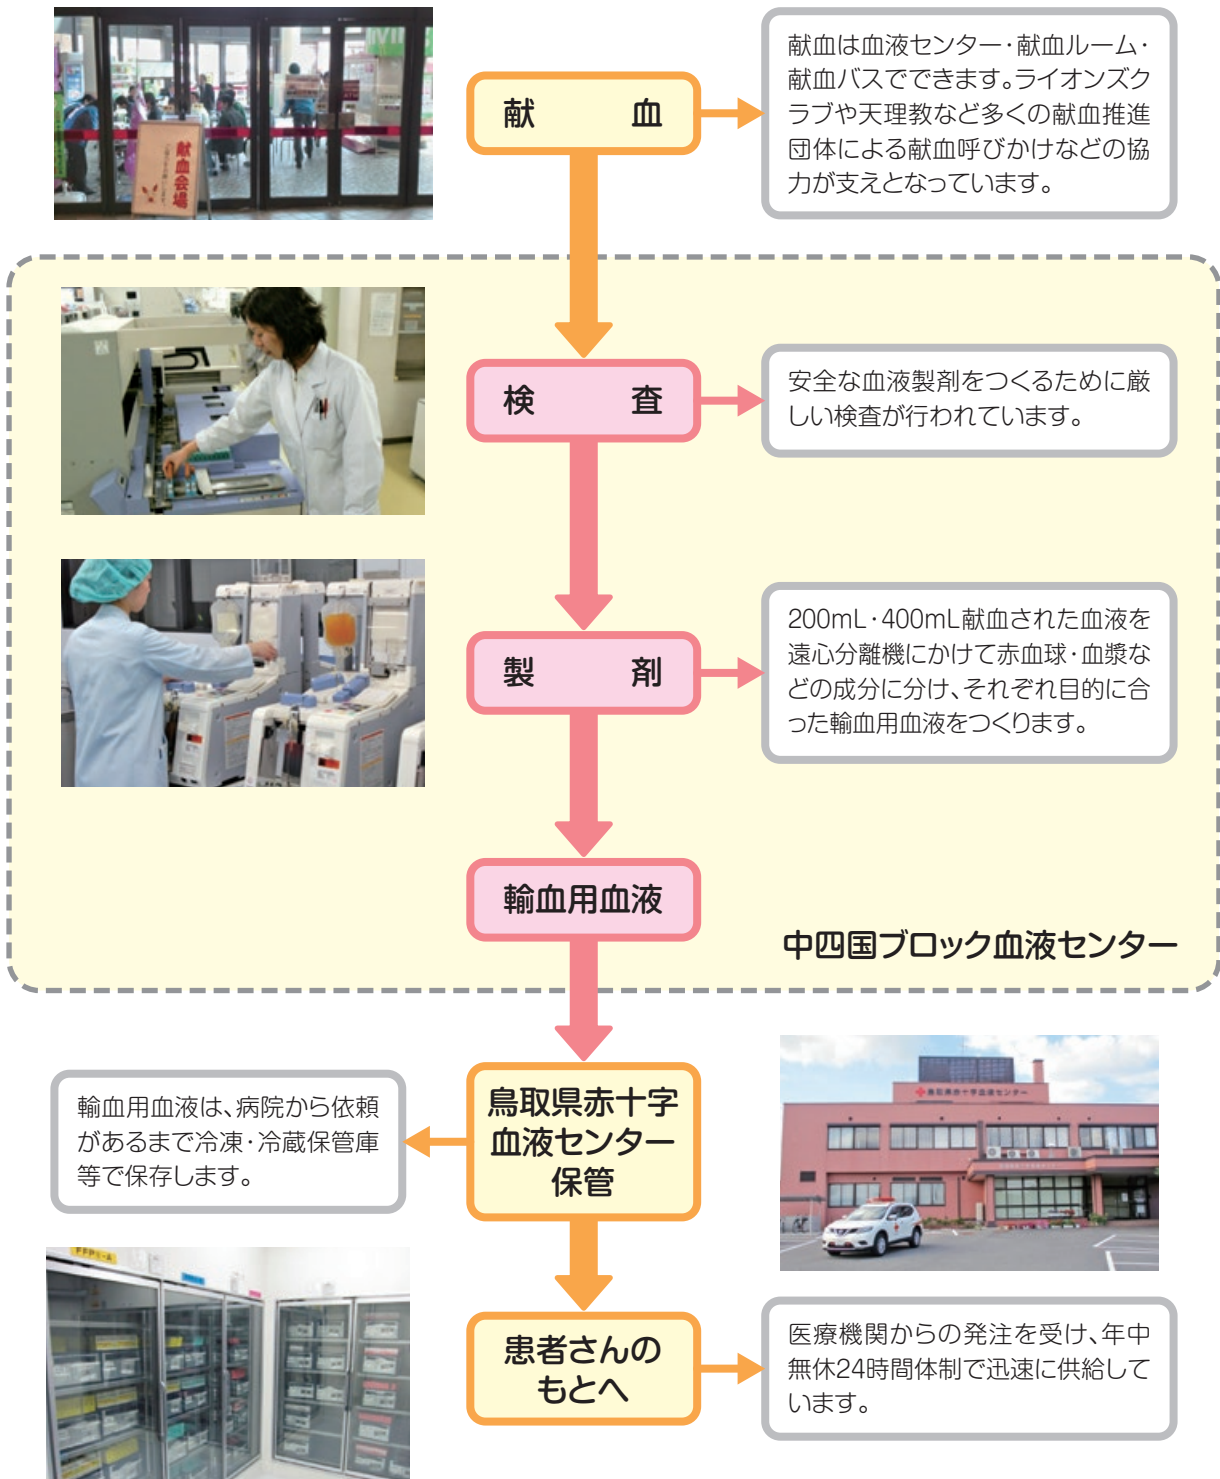 献血
献血は血液センター・献血ルーム・
献血バスでできます。ライオンズク
ラブや天理教など多くの献血推進
団体による献血呼びかけなどの協
力が支えとなっています。
献血会場
検査
安全な血液製剤をつくるために厳
しい検査が行われています。
製剤
200mL・400mL献血された血液を
遠心分離機にかけて赤血球・血漿な
どの成分に分け、それぞれ目的に合
った輸血用血液をつくります。
輸血用血液
中四国ブロック血液センター
鳥取県赤十字
血液センター
保管
輸血用血液は、病院から依頼
があるまで冷凍・冷蔵保管庫
等で保存します。
鳥取県赤十字血液センター
患者さんの
もとへ
医療機関からの発注を受け、年中
無休24時間体制で迅速に供給して
います。